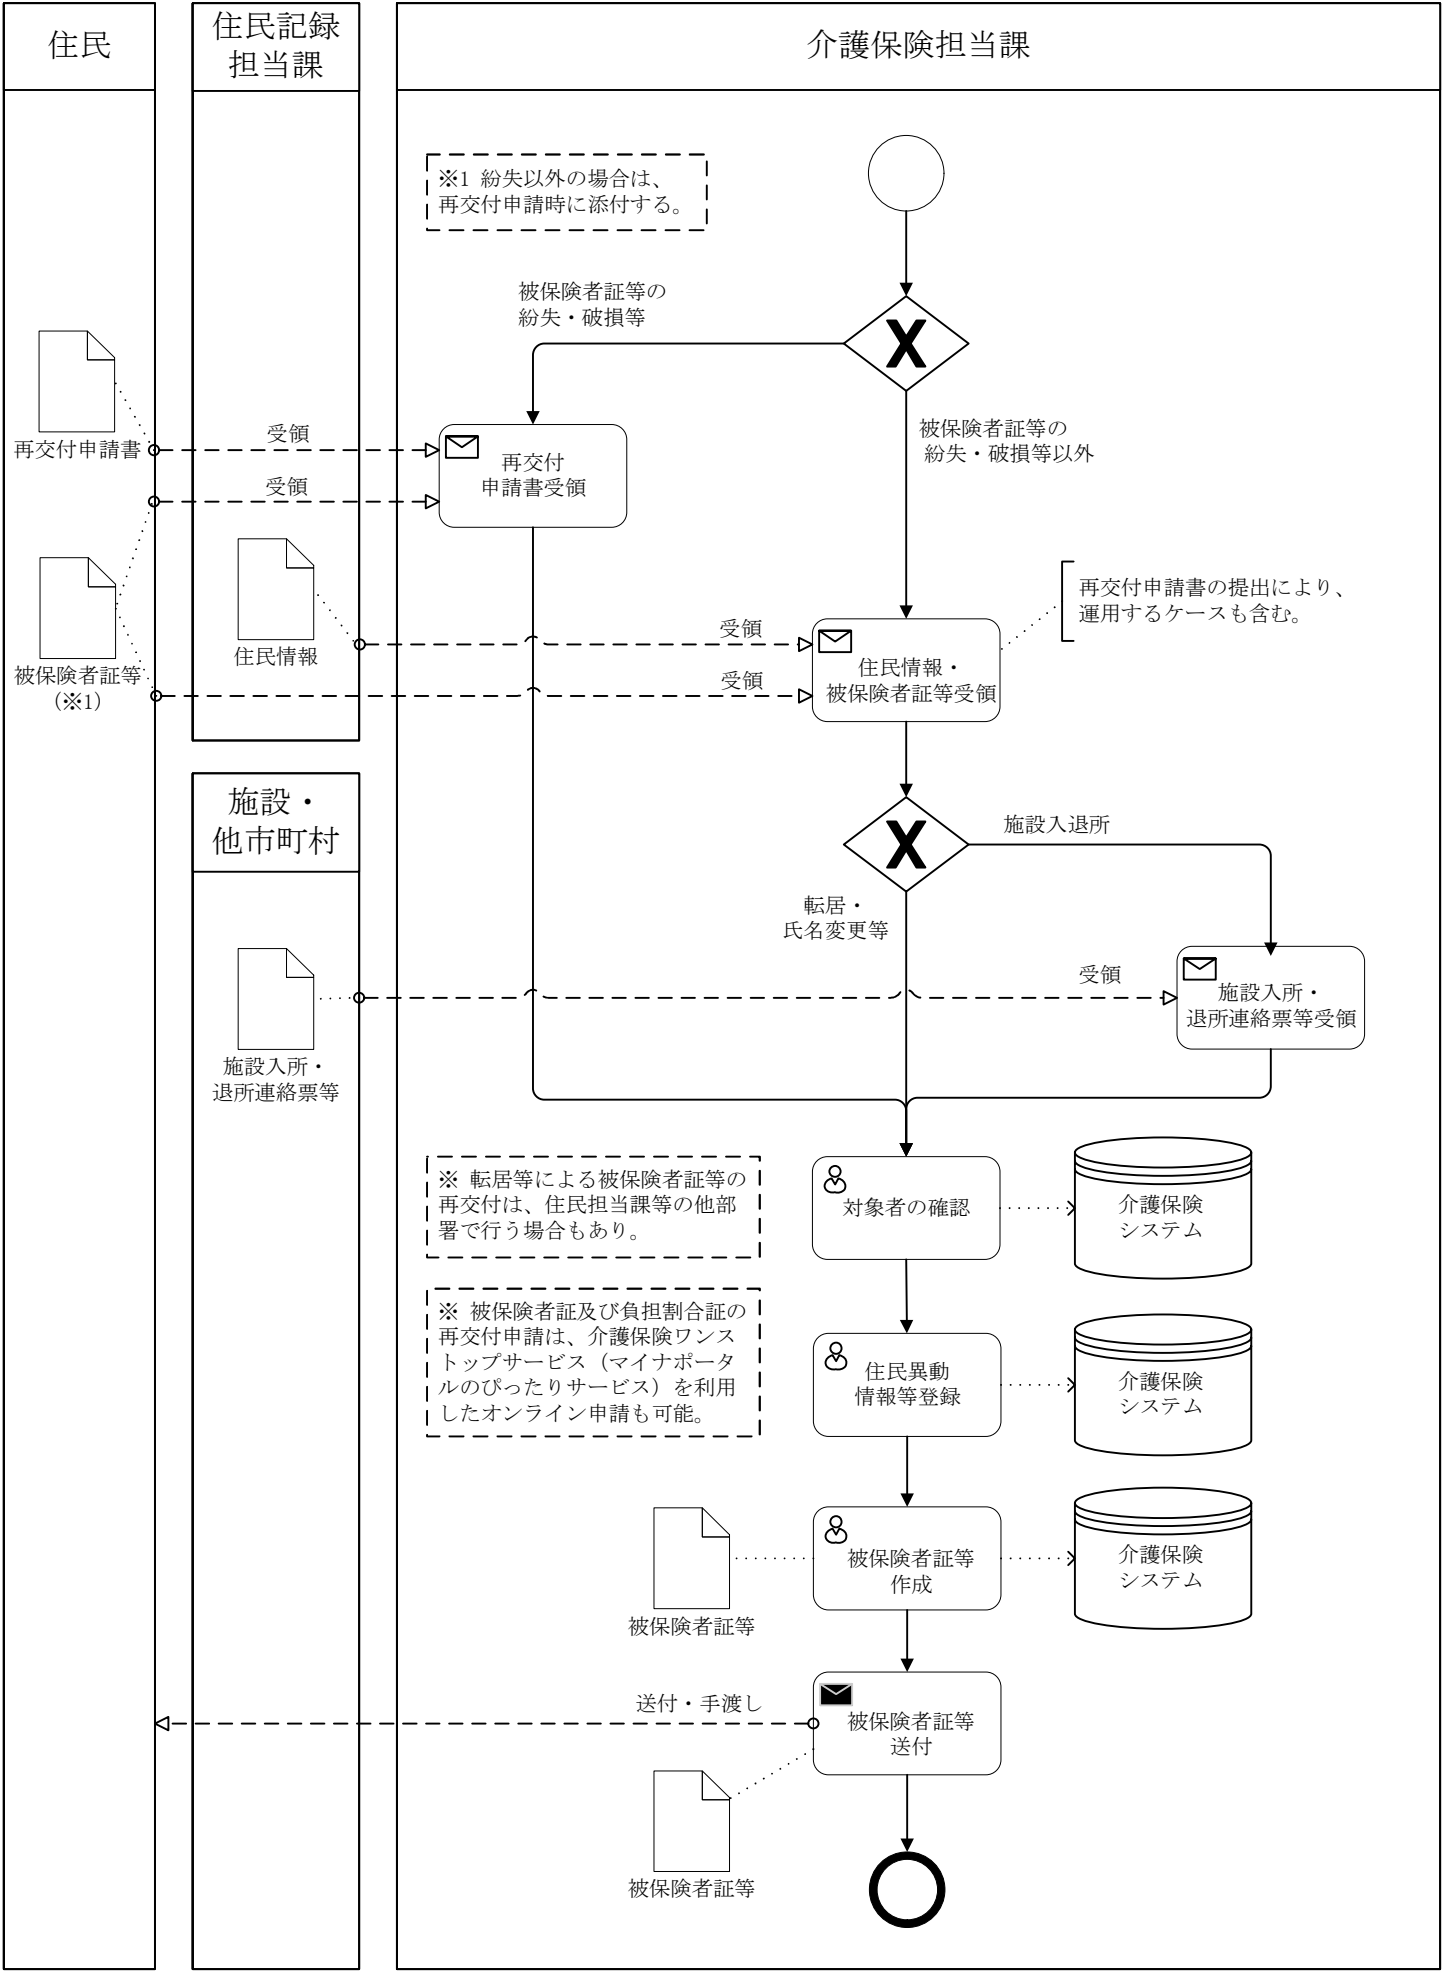 住民
住民記録
担当課
介護保険担当課
※1 紛失以外の場合は、
再交付申請時に添付する。
被保険者証等の
紛失・破損等
X
被保険者証等の
紛失・破損等以外
再交付申請書
受領
受領
再交付
申請書受領
被保険者証等
（※1）
住民情報
受領
受領
住民情報・
被保険者証等受領
再交付申請書の提出により、
運用するケースも含む。
施設・
他市町村
X
施設入退所
転居・
氏名変更等
受領
施設入所・
退所連絡票等受領
施設入所・
退所連絡票等
※ 転居等による被保険者証等の
再交付は、住民担当課等の他部
署で行う場合もあり。
対象者の確認
介護保険
システム
※ 被保険者証及び負担割合証の
再交付申請は、介護保険ワンス
トップサービス（マイナポータ
ルのぴったりサービス）を利用
したオンライン申請も可能。
住民異動
情報等登録
介護保険
システム
被保険者証等
被保険者証等
作成
介護保険
システム
送付・手渡し
被保険者証等
送付
被保険者証等